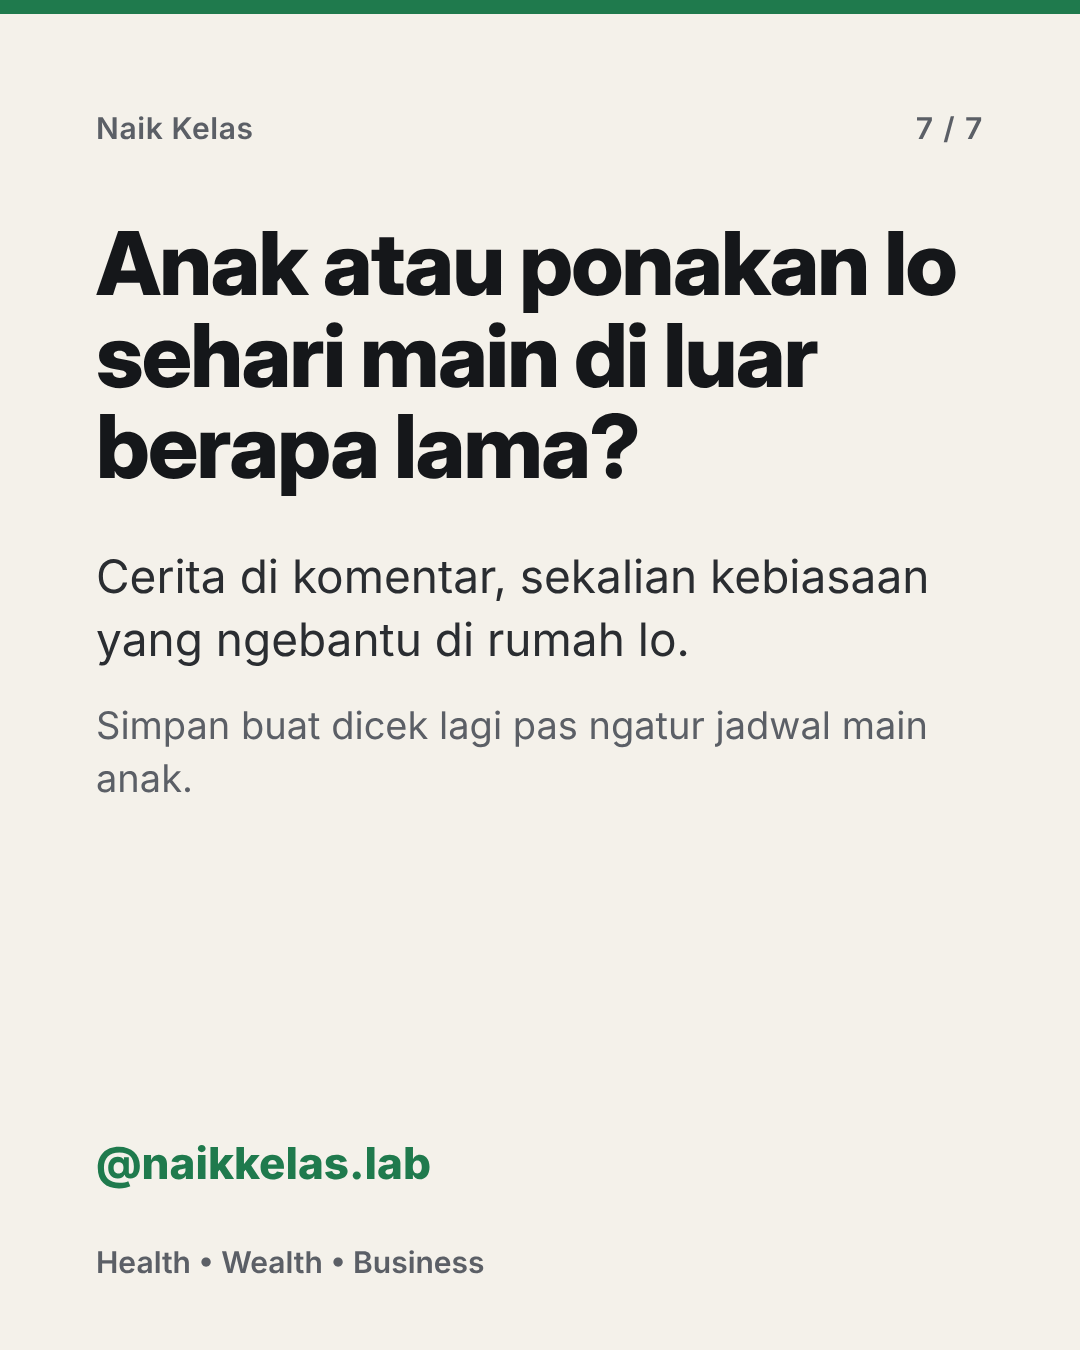 Naik Kelas
7 / 7
Anak atau ponakan lo
sehari main di luar
berapa lama?
Cerita di komentar, sekalian kebiasaan
yang ngebantu di rumah lo.
Simpan buat dicek lagi pas ngatur jadwal main
anak.
@naikkelas.lab
Health • Wealth • Business